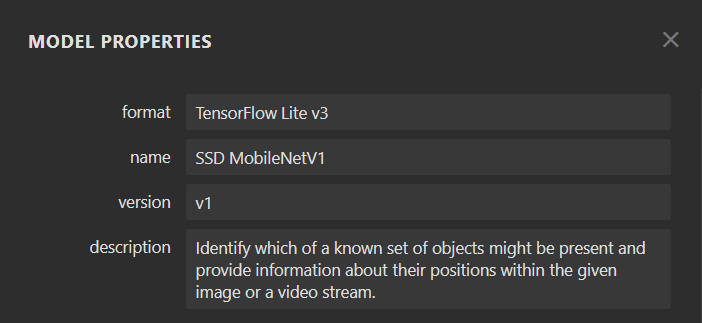 MODEL PROPERTIES
format TensorFlow Lite v3
name SSD MobileNetV1
version v1
description Identify which of a known set of objects might be present and
provide information about their positions within the given
image or a video stream.